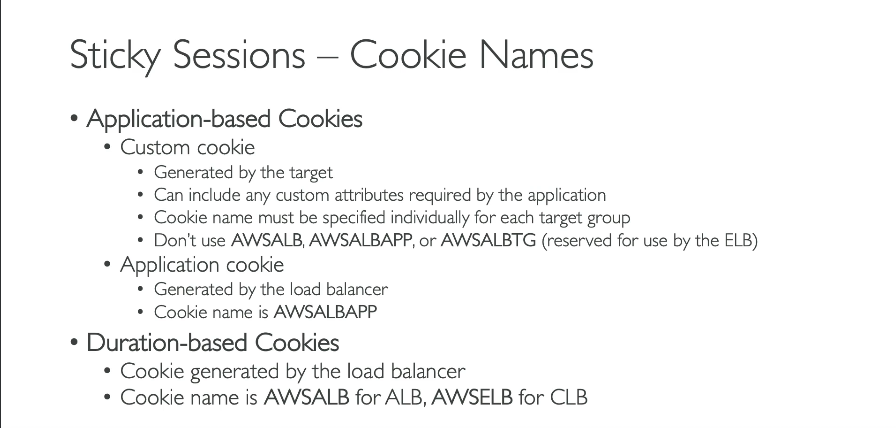 Sticky Sessions – Cookie Names
• Application-based Cookies
• Custom cookie
• Generated by the target
• Can include any custom attributes required by the application
• Cookie name must be specified individually for each target group
• Don't use AWSALB, AWSALBAPP, or AWSALBTG (reserved for use by the ELB)
• Application cookie
• Generated by the load balancer
• Cookie name is AWSALBAPP
• Duration-based Cookies
• Cookie generated by the load balancer
• Cookie name is AWSALB for ALB, AWSELB for CLB